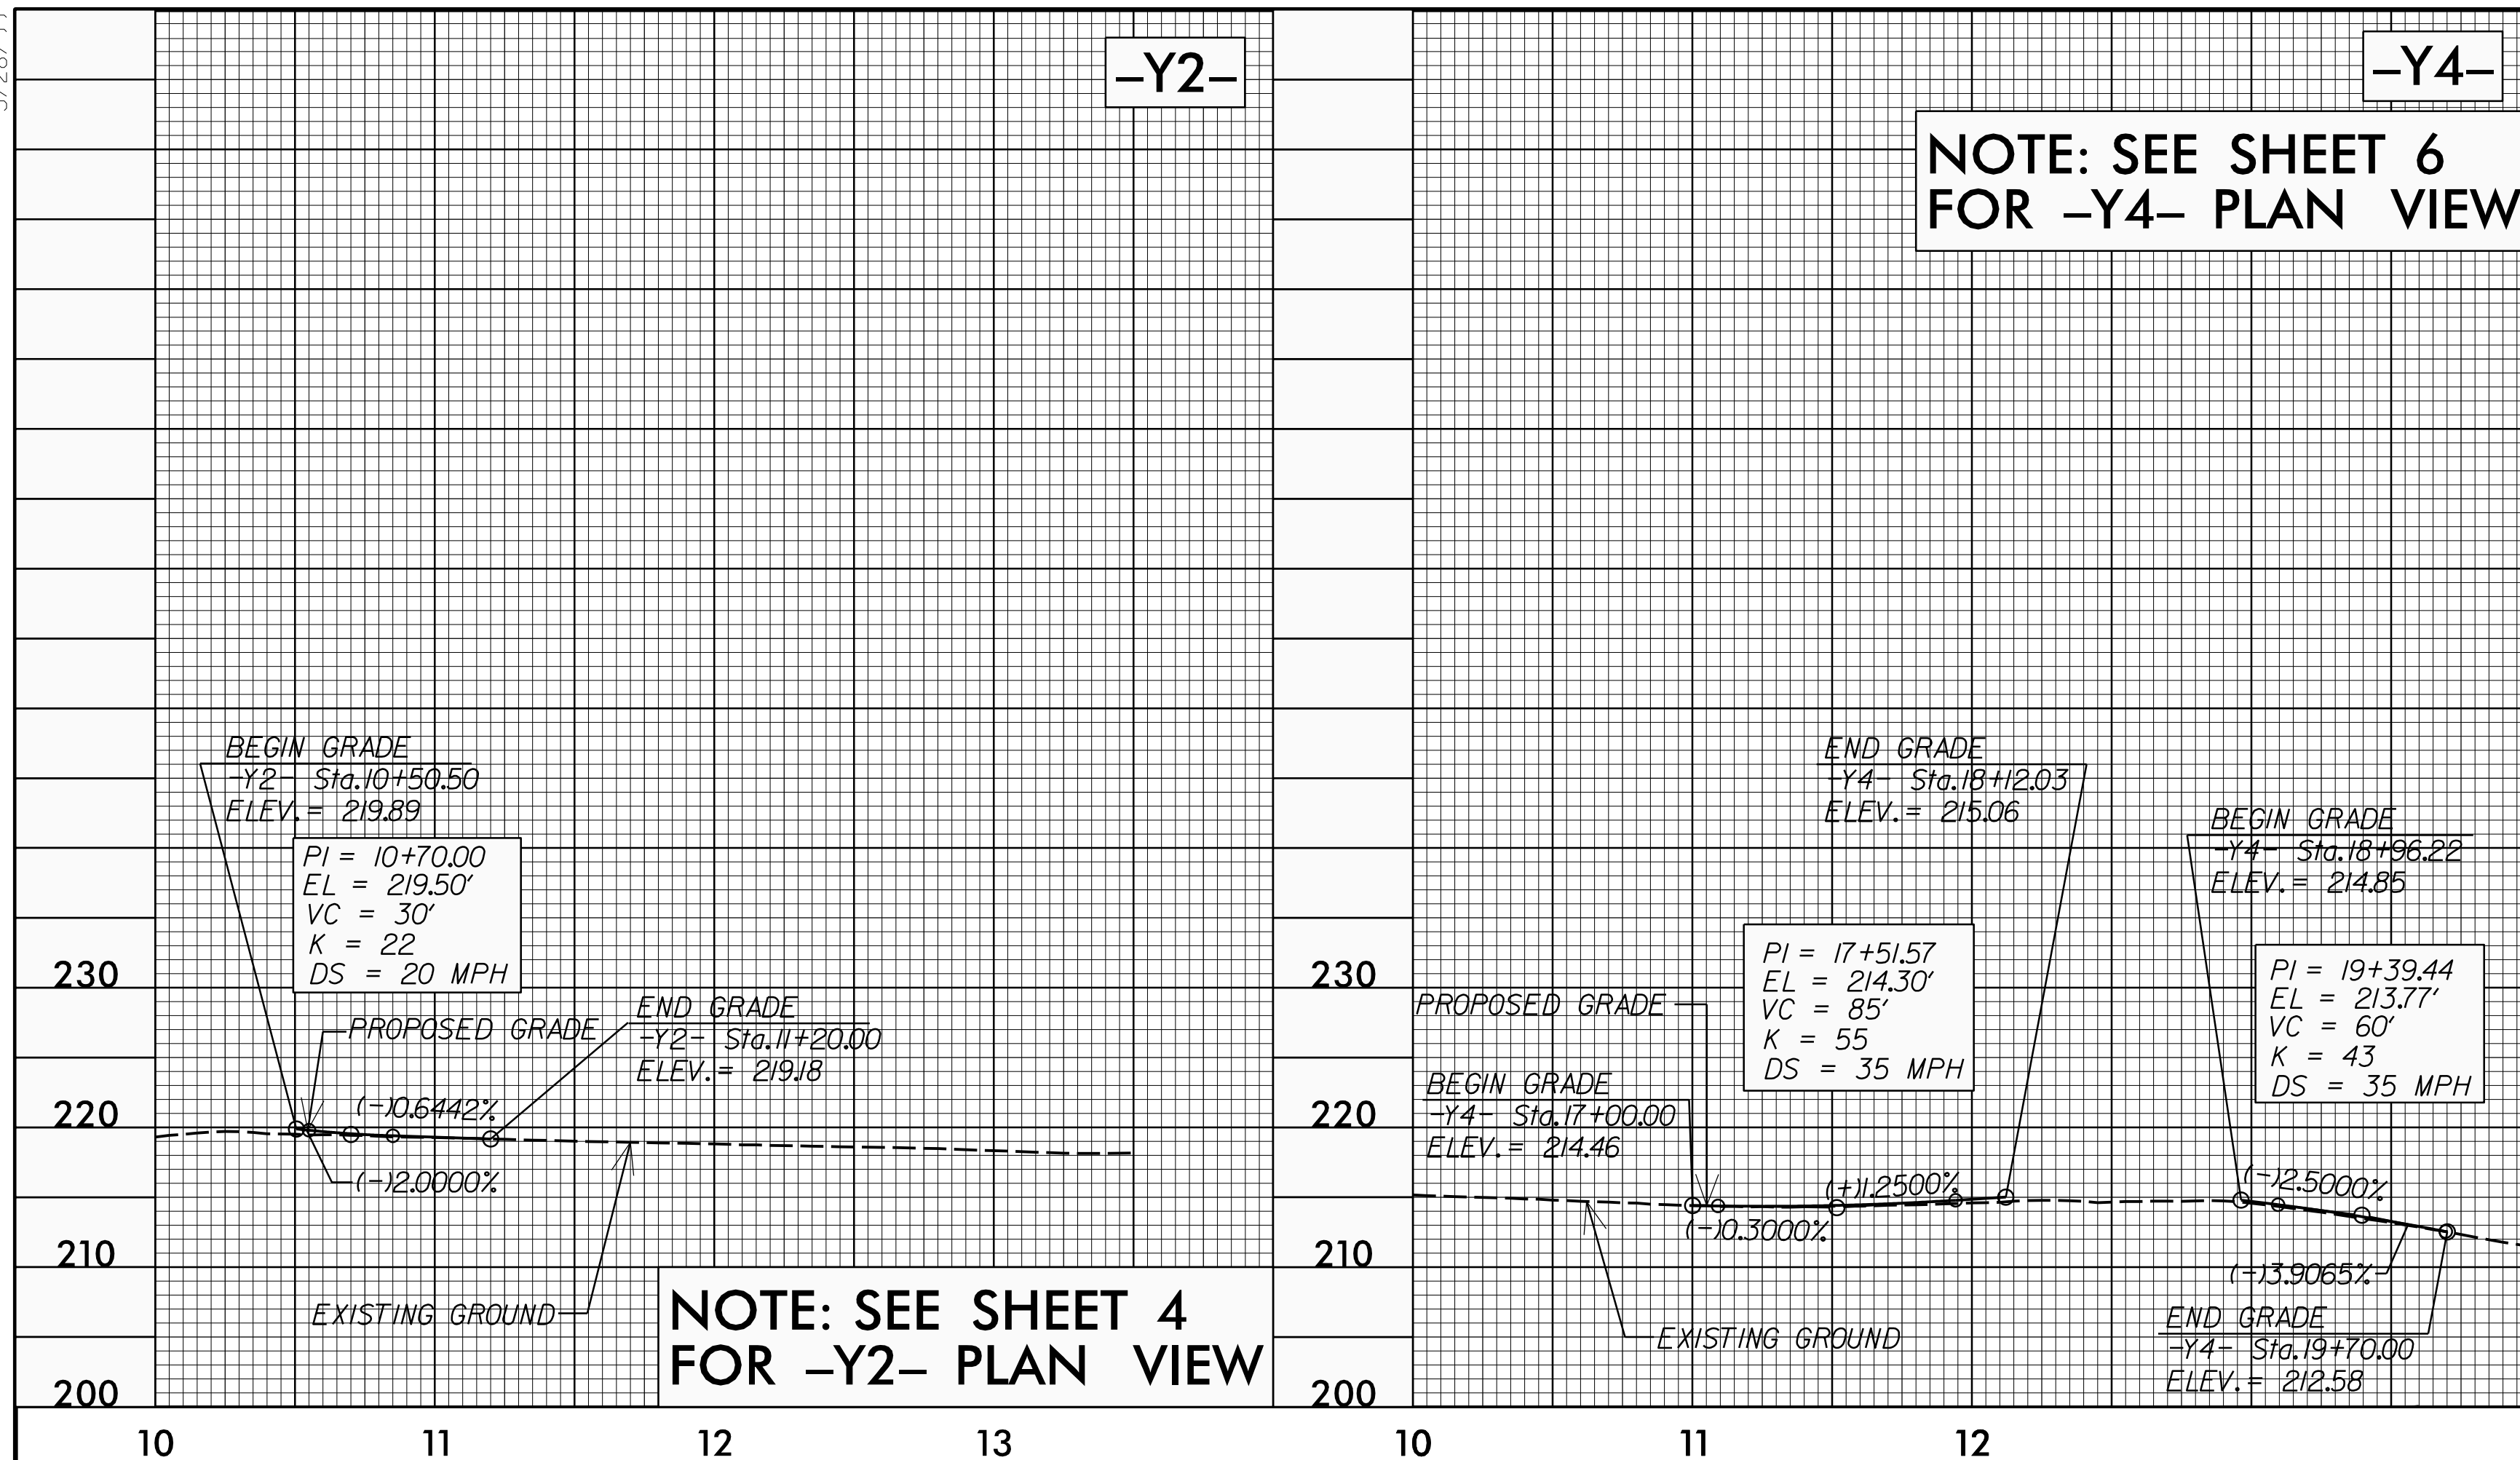 –Y2–
BEGIN GRADE
-Y2- Sta.10+50.50
ELEV.= 219.89
PI = 10+70.00
EL = 219.50'
VC = 30'
K = 22
DS = 20 MPH
PROPOSED GRADE
END GRADE
-Y2- Sta.11+20.00
ELEV.= 219.18
(-)0.6442%
(-)2.0000%
EXISTING GROUND
NOTE: SEE SHEET 4
FOR –Y2– PLAN VIEW
230
220
210
200
10 11 12 13
–Y4–
NOTE: SEE SHEET 6
FOR –Y4– PLAN VIEW
END GRADE
-Y4- Sta.18+12.03
ELEV.= 215.06
BEGIN GRADE
-Y4- Sta.18+96.22
ELEV.= 214.85
PI = 17+51.57
EL = 214.30'
VC = 85'
K = 55
DS = 35 MPH
PI = 19+39.44
EL = 213.77'
VC = 60'
K = 43
DS = 35 MPH
PROPOSED GRADE
BEGIN GRADE
-Y4- Sta.17+00.00
ELEV.= 214.46
(+)1.2500%
(-)0.3000%
(-)2.5000%
(-)3.9065%
EXISTING GROUND
END GRADE
-Y4- Sta.19+70.00
ELEV.= 212.58
230
220
210
200
10 11 12